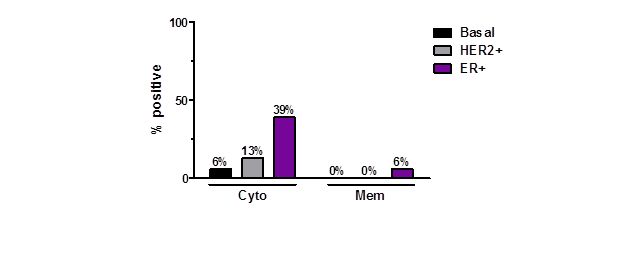 100
50
0
% positive
Basal
HER2+
ER+
6%
13%
39%
0%
0%
6%
Cyto
Mem